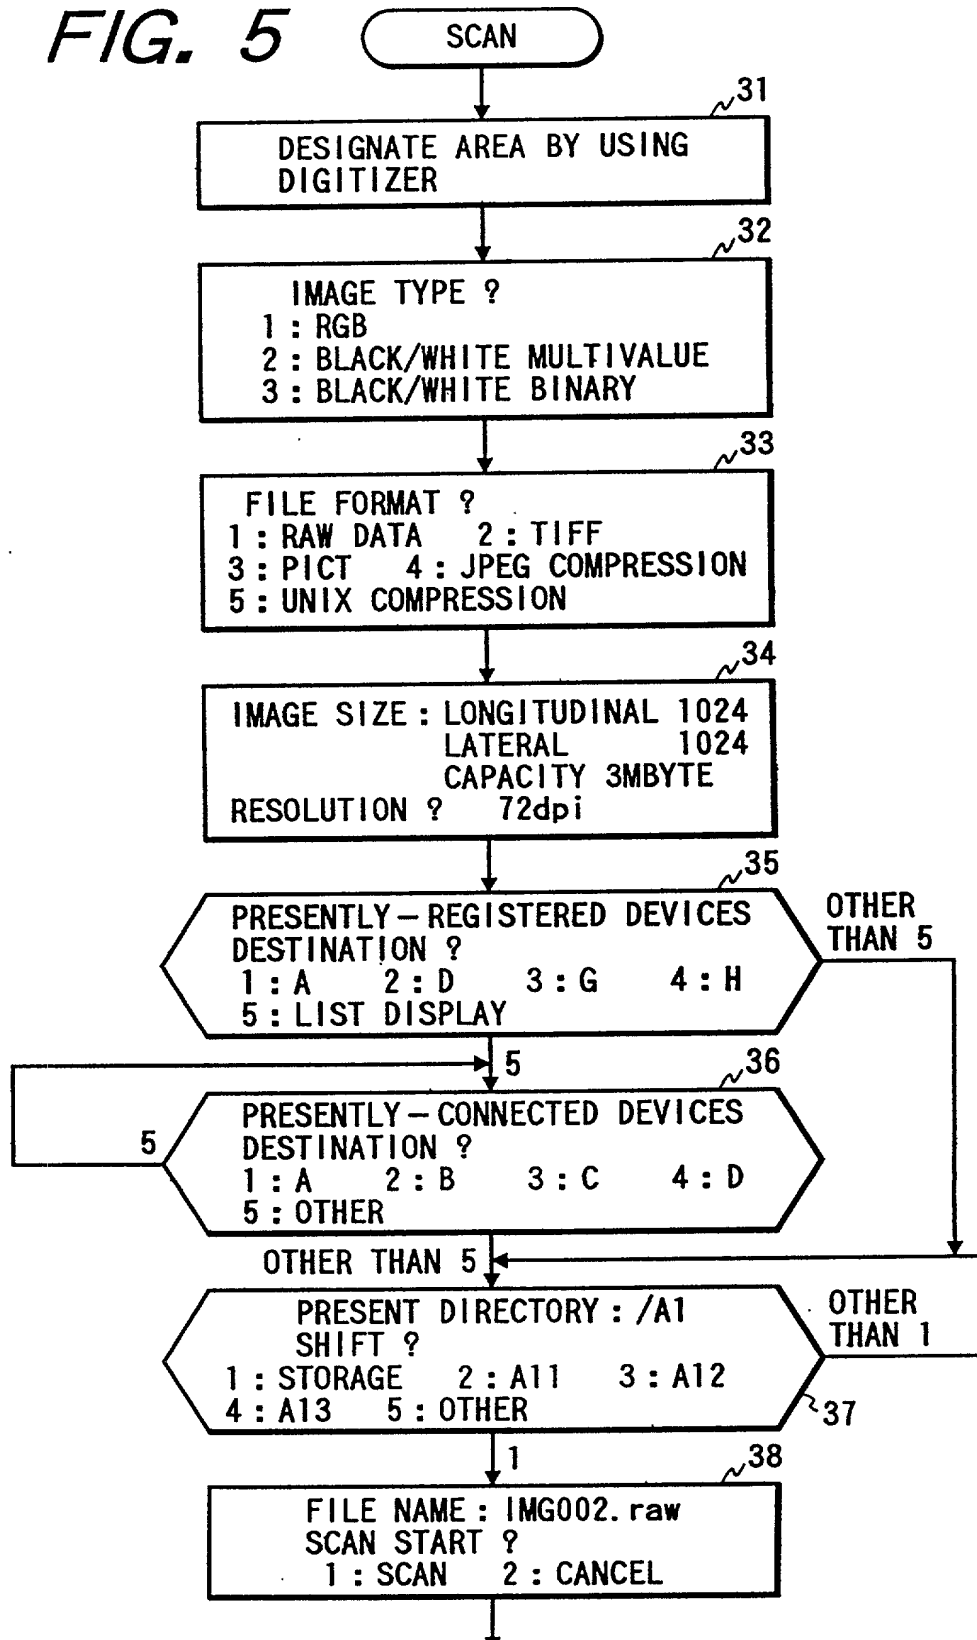 FIG. 5
SCAN
31
DESIGNATE AREA BY USING
DIGITIZER
32
IMAGE TYPE ?
1 : RGB
2 : BLACK/WHITE MULTIVALUE
3 : BLACK/WHITE BINARY
33
FILE FORMAT ?
1 : RAW DATA 2 : TIFF
3 : PICT 4 : JPEG COMPRESSION
5 : UNIX COMPRESSION
34
IMAGE SIZE : LONGITUDINAL 1024
LATERAL 1024
CAPACITY 3MBYTE
RESOLUTION ? 72dpi
35
PRESENTLY-REGISTERED DEVICES
DESTINATION ?
1 : A 2 : D 3 : G 4 : H
5 : LIST DISPLAY
OTHER
THAN 5
5
36
PRESENTLY-CONNECTED DEVICES
DESTINATION ?
1 : A 2 : B 3 : C 4 : D
5 : OTHER
5
OTHER THAN 5
PRESENT DIRECTORY : /A1
SHIFT ?
1 : STORAGE 2 : A11 3 : A12
4 : A13 5 : OTHER
OTHER
THAN 1
37
1
38
FILE NAME : IMG002.raw
SCAN START ?
1 : SCAN 2 : CANCEL